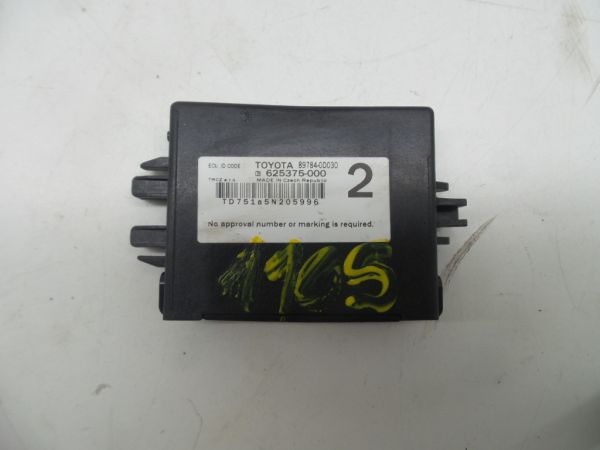 ECU, ID CODE TOYOTA 89784-0D030
625375-000
TRCZ s.r.o. MADE IN Czech Republic
2
TD751a5N205996
No approval number or marking is required.
1105